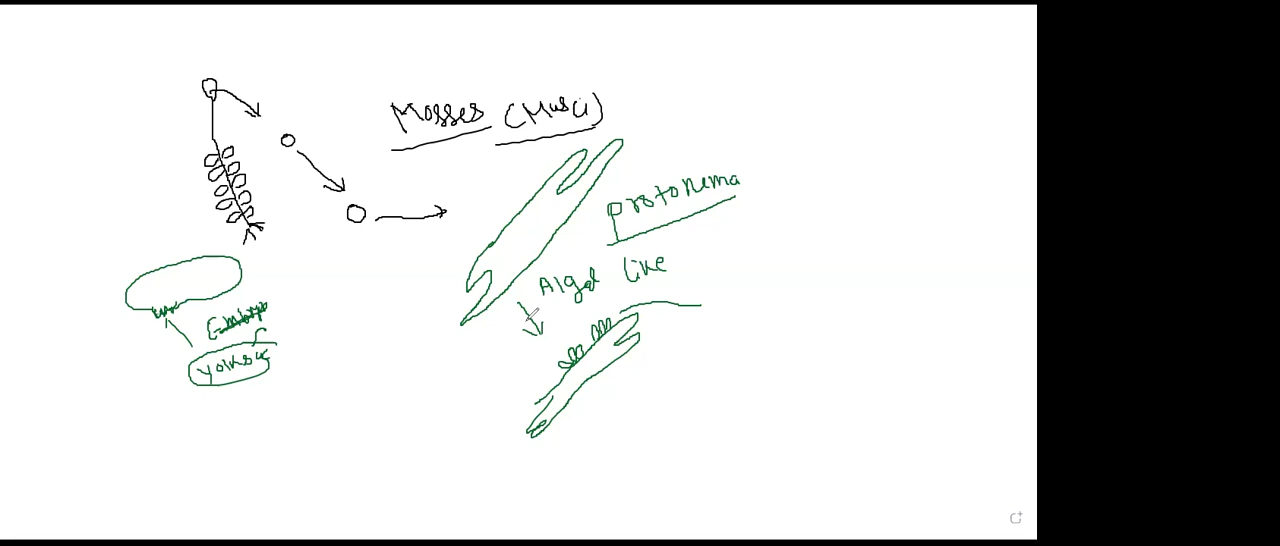 Mosses (Musci)
Protonema
Algal like
Embryo
yolksac